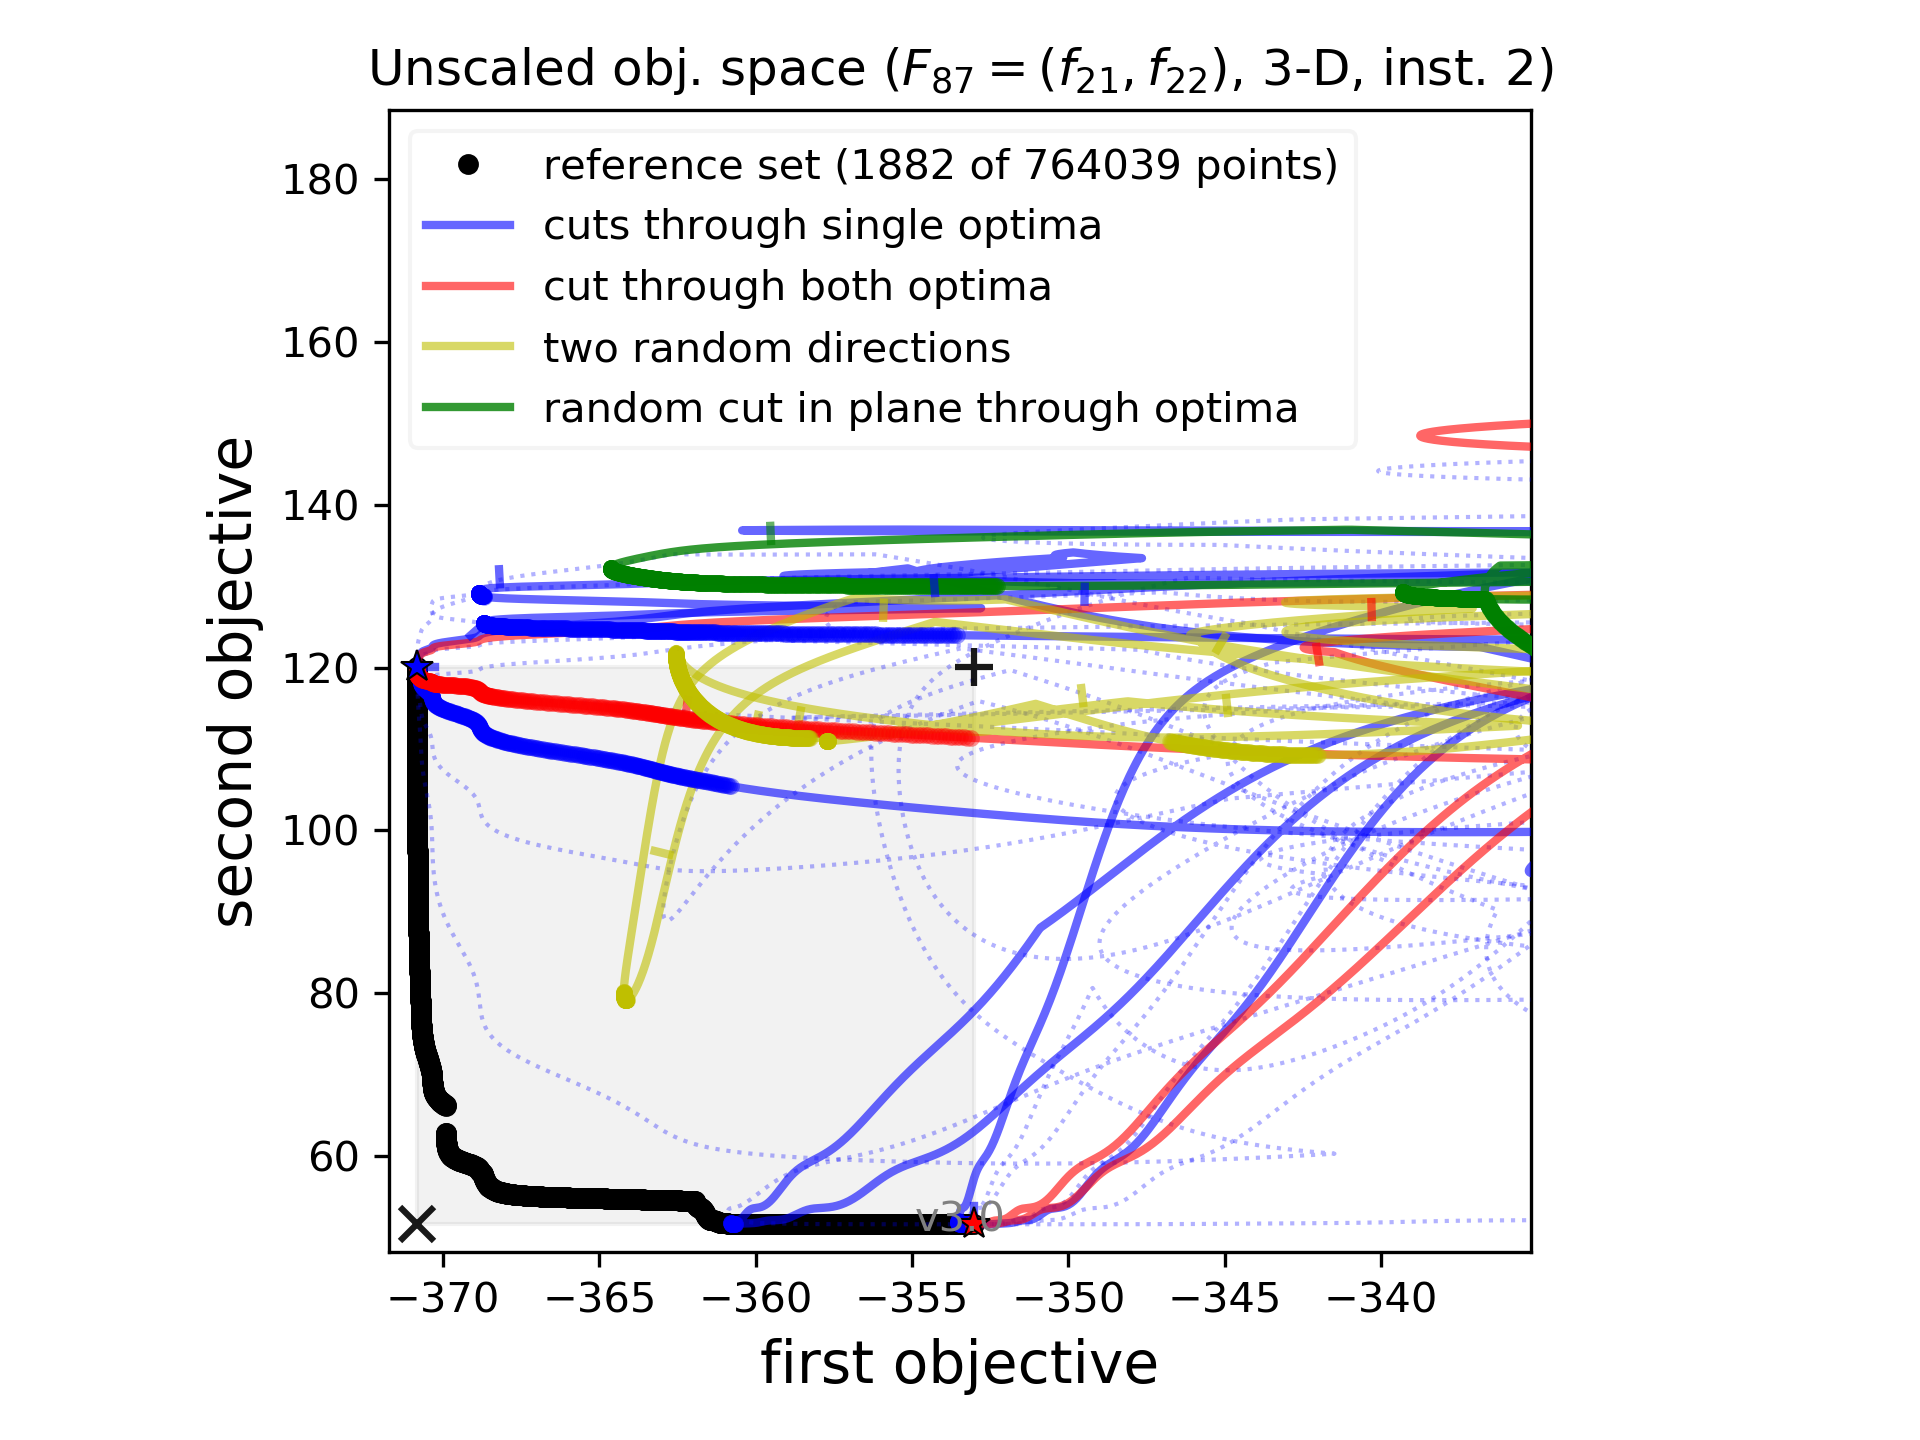 Unscaled obj. space (F87 = (f21, f22), 3-D, inst. 2)
reference set (1882 of 764039 points)
cuts through single optima
cut through both optima
two random directions
random cut in plane through optima
second objective
180
160
140
120
100
80
60
v3.0
−370 −365 −360 −355 −350 −345 −340
first objective